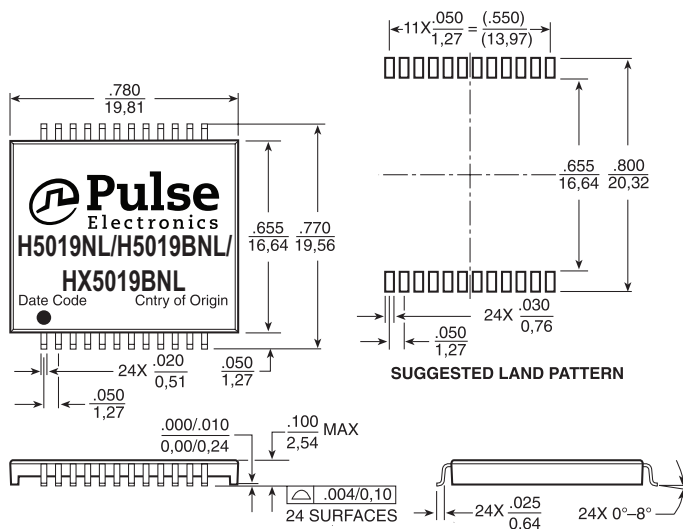 11X .050/1,27 = (.550)/(13,97)
.780
19,81
Pulse
Electronics
H5019NL/H5019BNL/
HX5019BNL
Date Code Cntry of Origin
.655
16,64
.770
19,56
.655
16,64
.800
20,32
24X .020
0,51
.050
1,27
.050
1,27
24X .030
0,76
.050
1,27
SUGGESTED LAND PATTERN
.000/.010
0,00/0,24
.100 MAX
2,54
.004/0,10
24 SURFACES
24X .025
0,64
24X 0°–8°